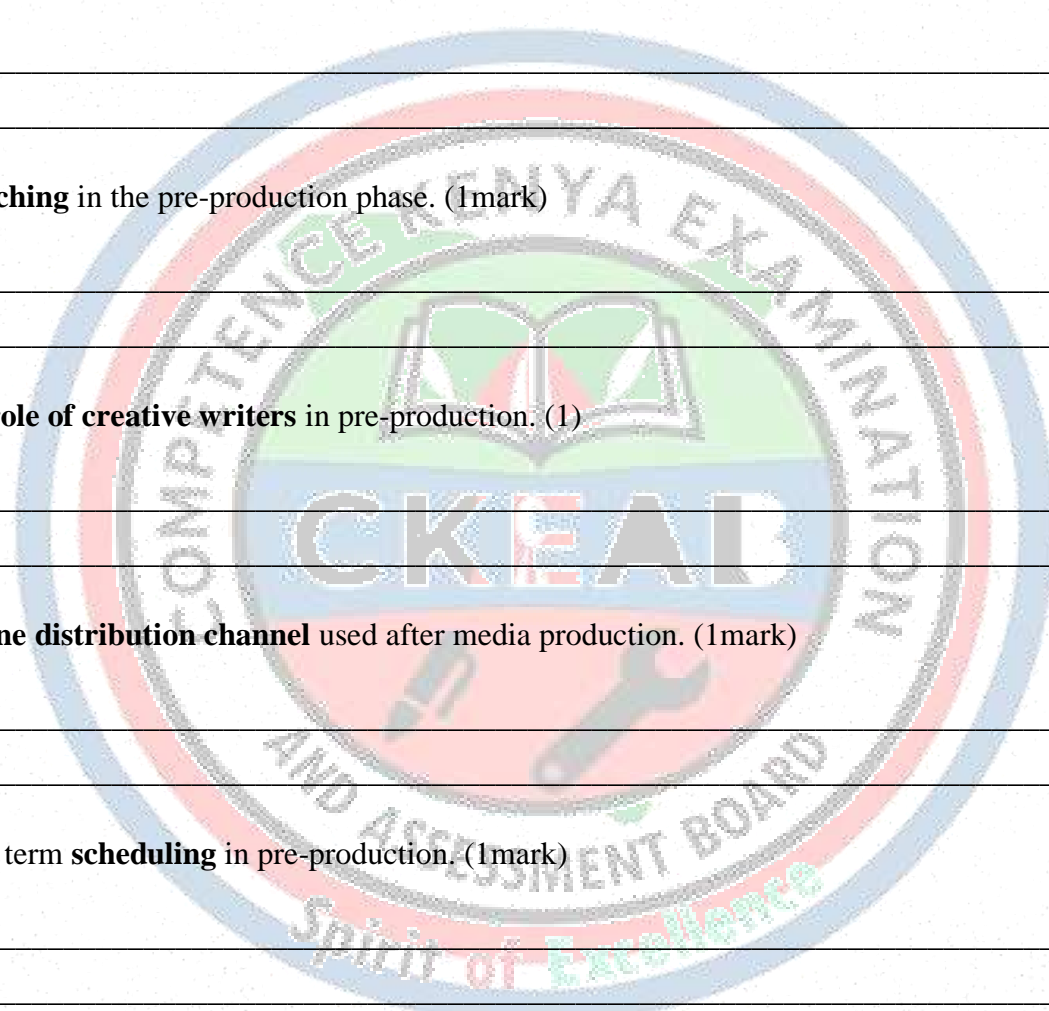 ching in the pre-production phase. (1mark)
role of creative writers in pre-production. (1)
ne distribution channel used after media production. (1mark)
term scheduling in pre-production. (1mark)
COMPETENCE KENYA EXAMINATION
CKEAB
AND ASSESSMENT BOARD
Spirit of Excellence